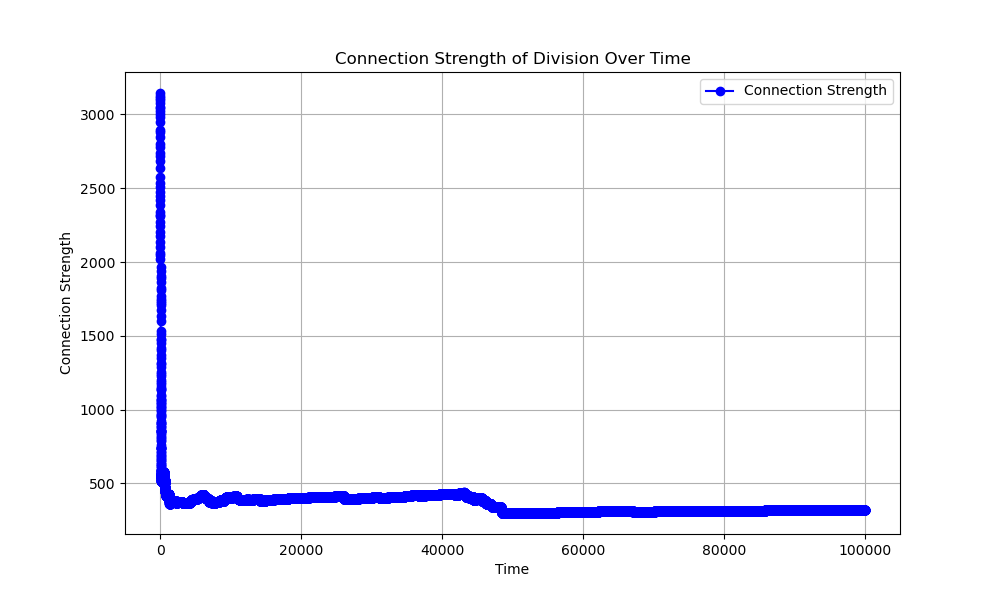 Connection Strength of Division Over Time
Connection Strength
3000
2500
2000
1500
1000
500
Connection Strength
0 20000 40000 60000 80000 100000
Time